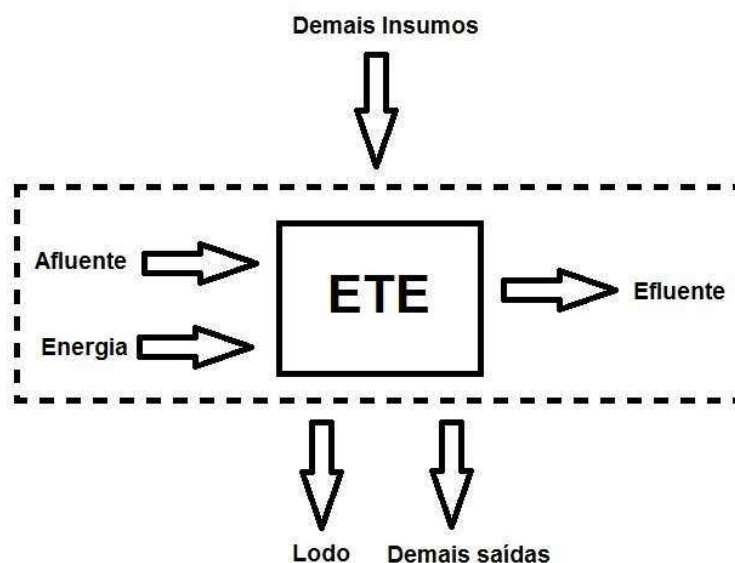 Demais Insumos
Afluente
ETE
Efluente
Energia
Lodo
Demais saídas